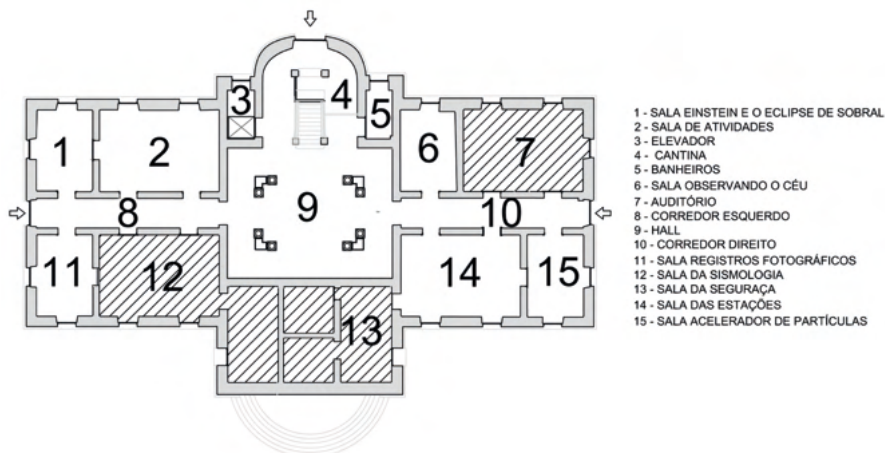 3
4
5
1
2
6
7
8
9
10
11
12
14
15
13
1 - SALA EINSTEIN E O ECLIPSE DE SOBRAL
2 - SALA DE ATIVIDADES
3 - ELEVADOR
4 - CANTINA
5 - BANHEIROS
6 - SALA OBSERVANDO O CÉU
7 - AUDITÓRIO
8 - CORREDOR ESQUERDO
9 - HALL
10 - CORREDOR DIREITO
11 - SALA REGISTROS FOTOGRÁFICOS
12 - SALA DA SISMOLOGIA
13 - SALA DA SEGURAÇA
14 - SALA DAS ESTAÇÕES
15 - SALA ACELERADOR DE PARTÍCULAS